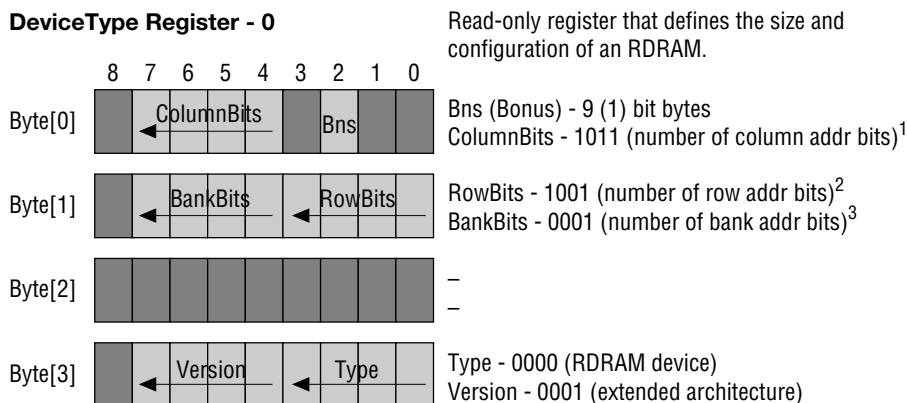 DeviceType Register - 0
Read-only register that defines the size and
configuration of an RDRAM.
8 7 6 5 4 3 2 1 0
Byte[0]
ColumnBits
Bns
Bns (Bonus) - 9 (1) bit bytes
ColumnBits - 1011 (number of column addr bits)1
Byte[1]
BankBits
RowBits
RowBits - 1001 (number of row addr bits)2
BankBits - 0001 (number of bank addr bits)3
Byte[2]
–
–
Byte[3]
Version
Type
Type - 0000 (RDRAM device)
Version - 0001 (extended architecture)